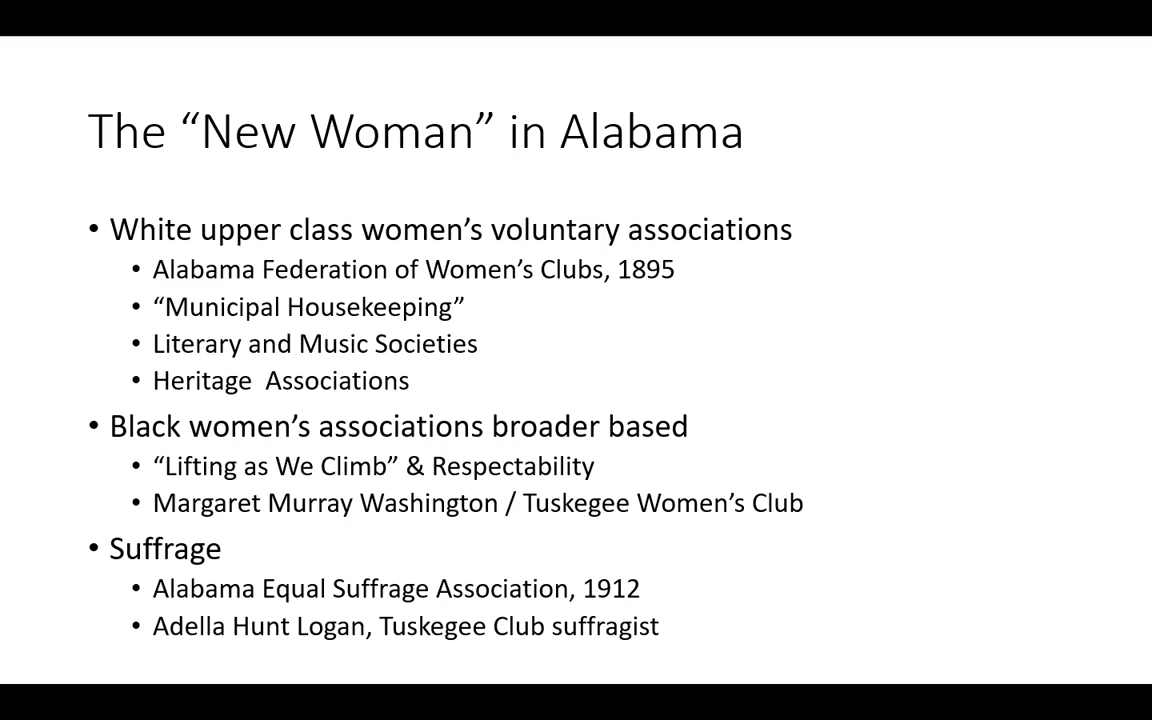 The “New Woman” in Alabama
• White upper class women’s voluntary associations
• Alabama Federation of Women’s Clubs, 1895
• “Municipal Housekeeping”
• Literary and Music Societies
• Heritage  Associations
• Black women’s associations broader based
• “Lifting as We Climb” & Respectability
• Margaret Murray Washington / Tuskegee Women’s Club
• Suffrage
• Alabama Equal Suffrage Association, 1912
• Adella Hunt Logan, Tuskegee Club suffragist